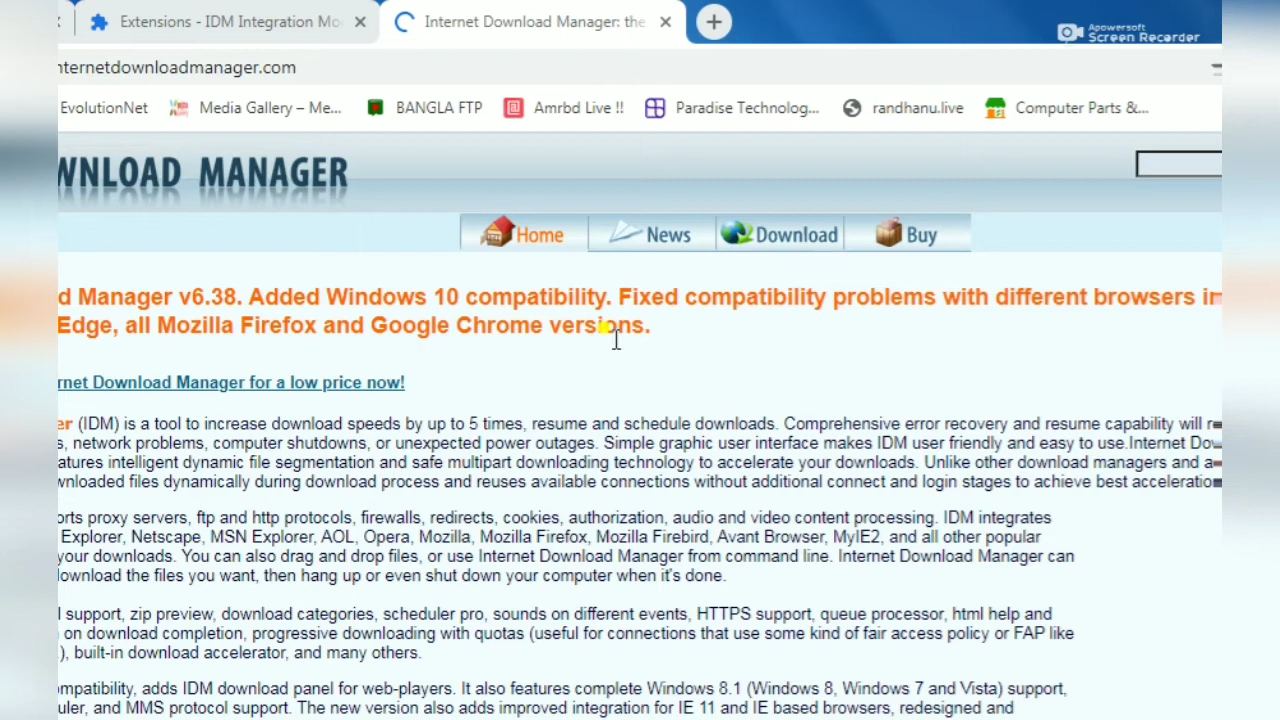 Extensions - IDM Integration Mo
Internet Download Manager: the
Apowersoft
Screen Recorder
nternetdownloadmanager.com
EvolutionNet
Media Gallery – Me...
BANGLA FTP
Amrbd Live !!
Paradise Technolog...
randhanu.live
Computer Parts &...
WNLOAD MANAGER
Home
News
Download
Buy
d Manager v6.38. Added Windows 10 compatibility. Fixed compatibility problems with different browsers in
Edge, all Mozilla Firefox and Google Chrome versions.
rnet Download Manager for a low price now!
er (IDM) is a tool to increase download speeds by up to 5 times, resume and schedule downloads. Comprehensive error recovery and resume capability will r
s, network problems, computer shutdowns, or unexpected power outages. Simple graphic user interface makes IDM user friendly and easy to use.Internet Do
atures intelligent dynamic file segmentation and safe multipart downloading technology to accelerate your downloads. Unlike other download managers and a
wnloaded files dynamically during download process and reuses available connections without additional connect and login stages to achieve best acceleratio
orts proxy servers, ftp and http protocols, firewalls, redirects, cookies, authorization, audio and video content processing. IDM integrates
Explorer, Netscape, MSN Explorer, AOL, Opera, Mozilla, Mozilla Firefox, Mozilla Firebird, Avant Browser, MyIE2, and all other popular
your downloads. You can also drag and drop files, or use Internet Download Manager from command line. Internet Download Manager can
download the files you want, then hang up or even shut down your computer when it's done.
l support, zip preview, download categories, scheduler pro, sounds on different events, HTTPS support, queue processor, html help and
on download completion, progressive downloading with quotas (useful for connections that use some kind of fair access policy or FAP like
), built-in download accelerator, and many others.
ompatibility, adds IDM download panel for web-players. It also features complete Windows 8.1 (Windows 8, Windows 7 and Vista) support,
uler, and MMS protocol support. The new version also adds improved integration for IE 11 and IE based browsers, redesigned and